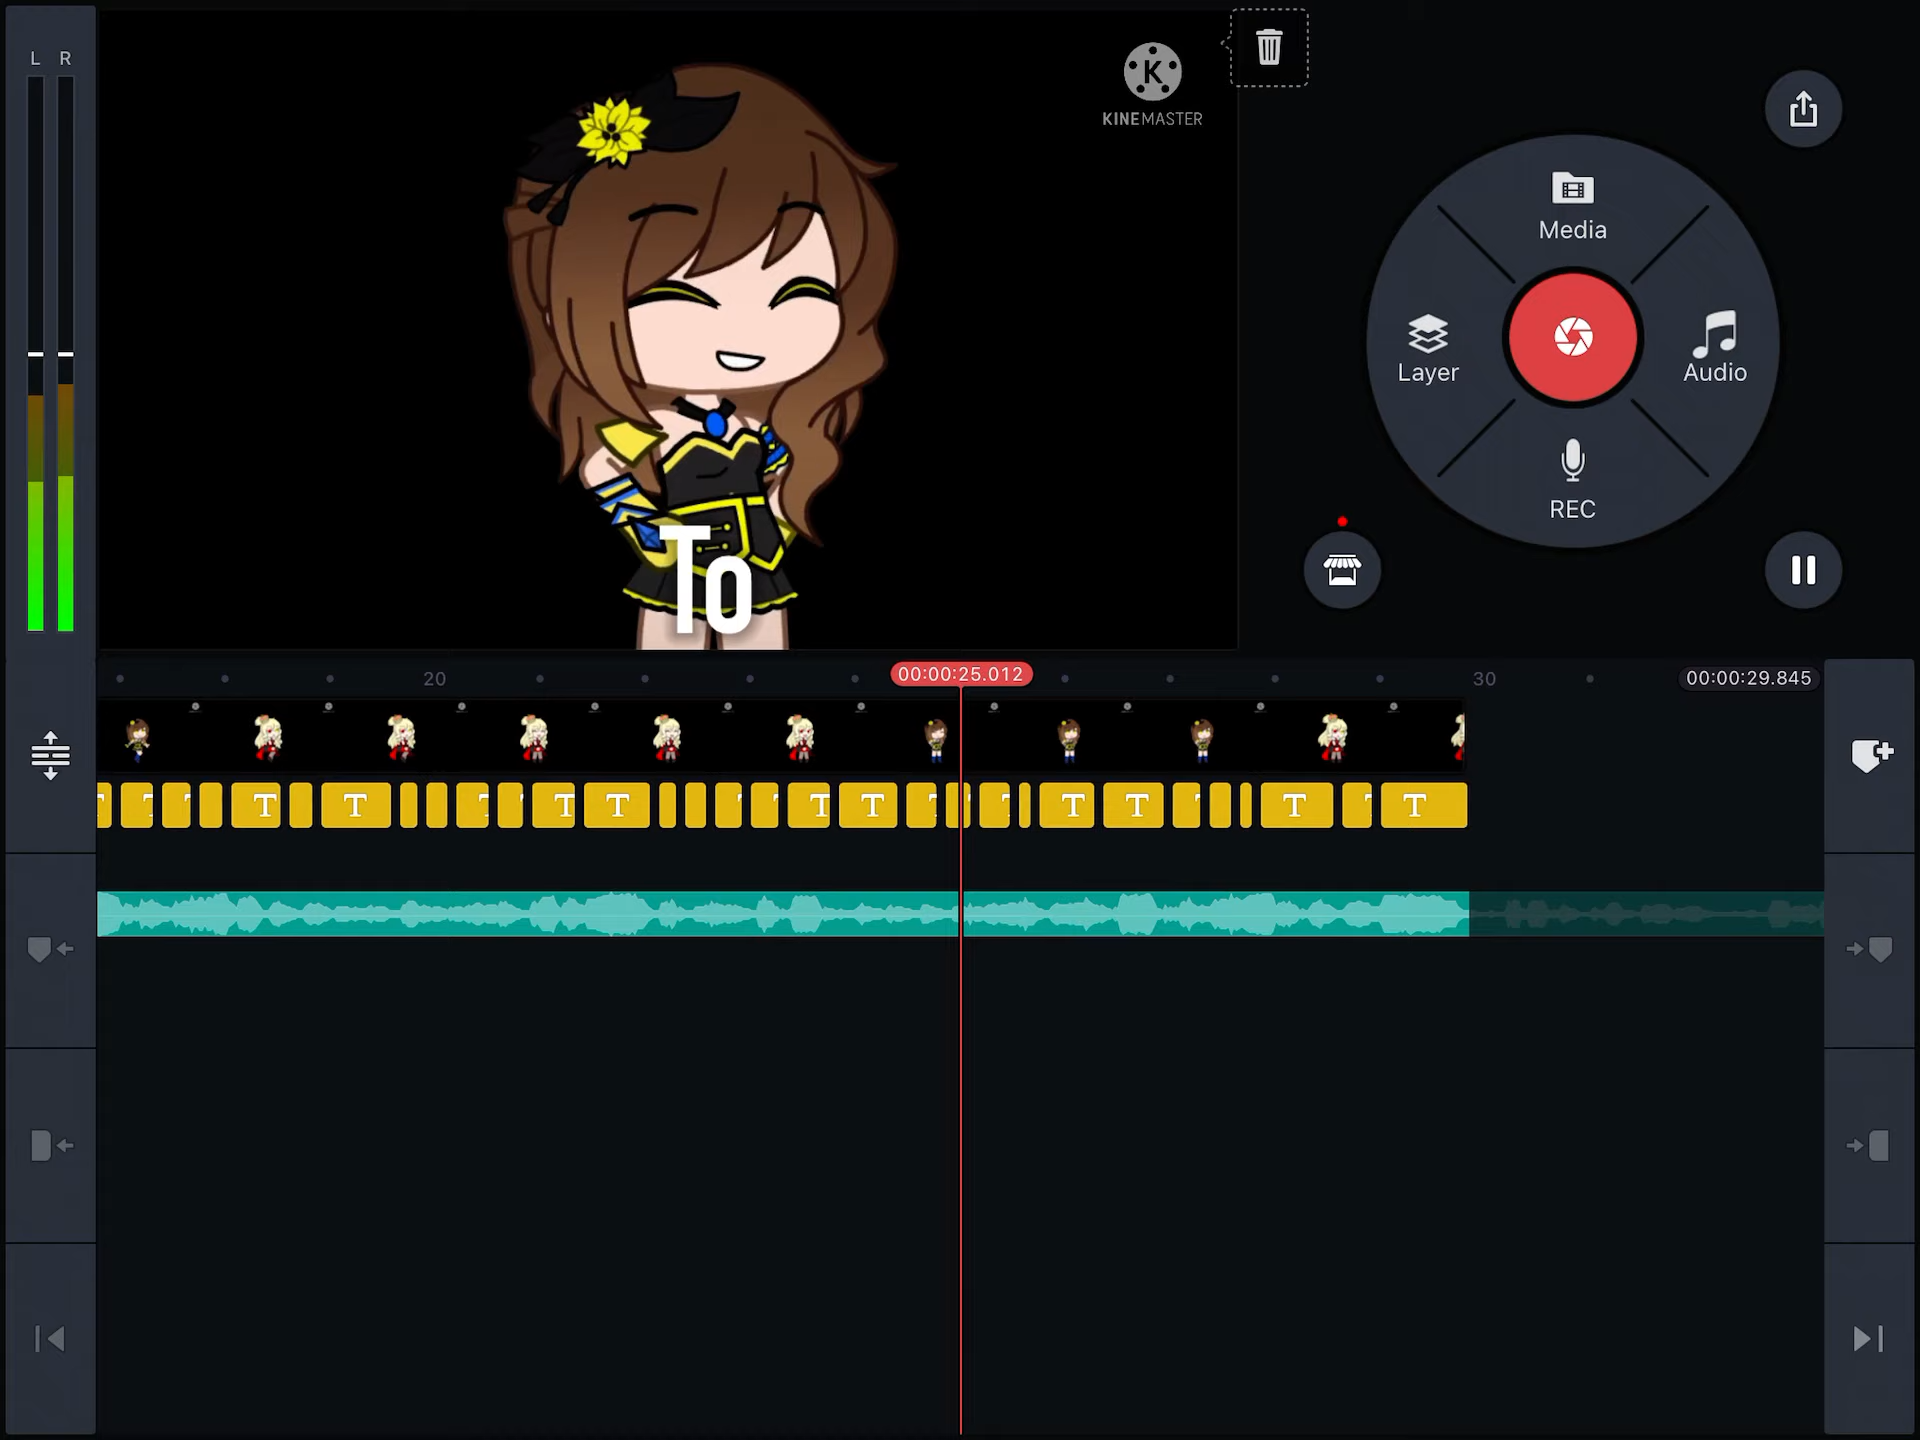 L R
K
KINEMASTER
Media
Layer
Audio
REC
To
20
00:00:25.012
30
00:00:29.845
T T T T T T T T T T T T